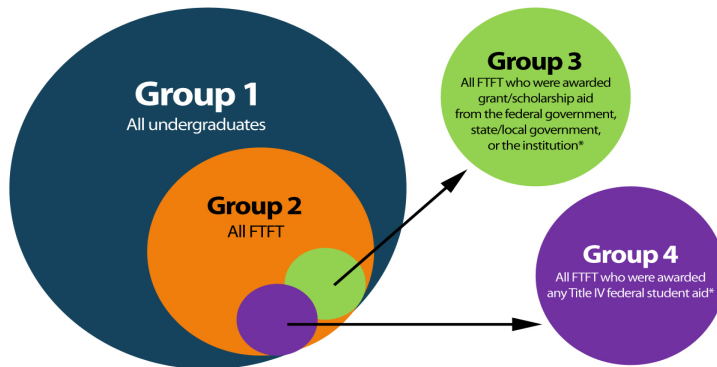 Group 1
All undergraduates
Group 2
All FTFT
Group 3
All FTFT who were awarded
grant/scholarship aid
from the federal government,
state/local government,
or the institution*
Group 4
All FTFT who were awarded
any Title IV federal student aid*